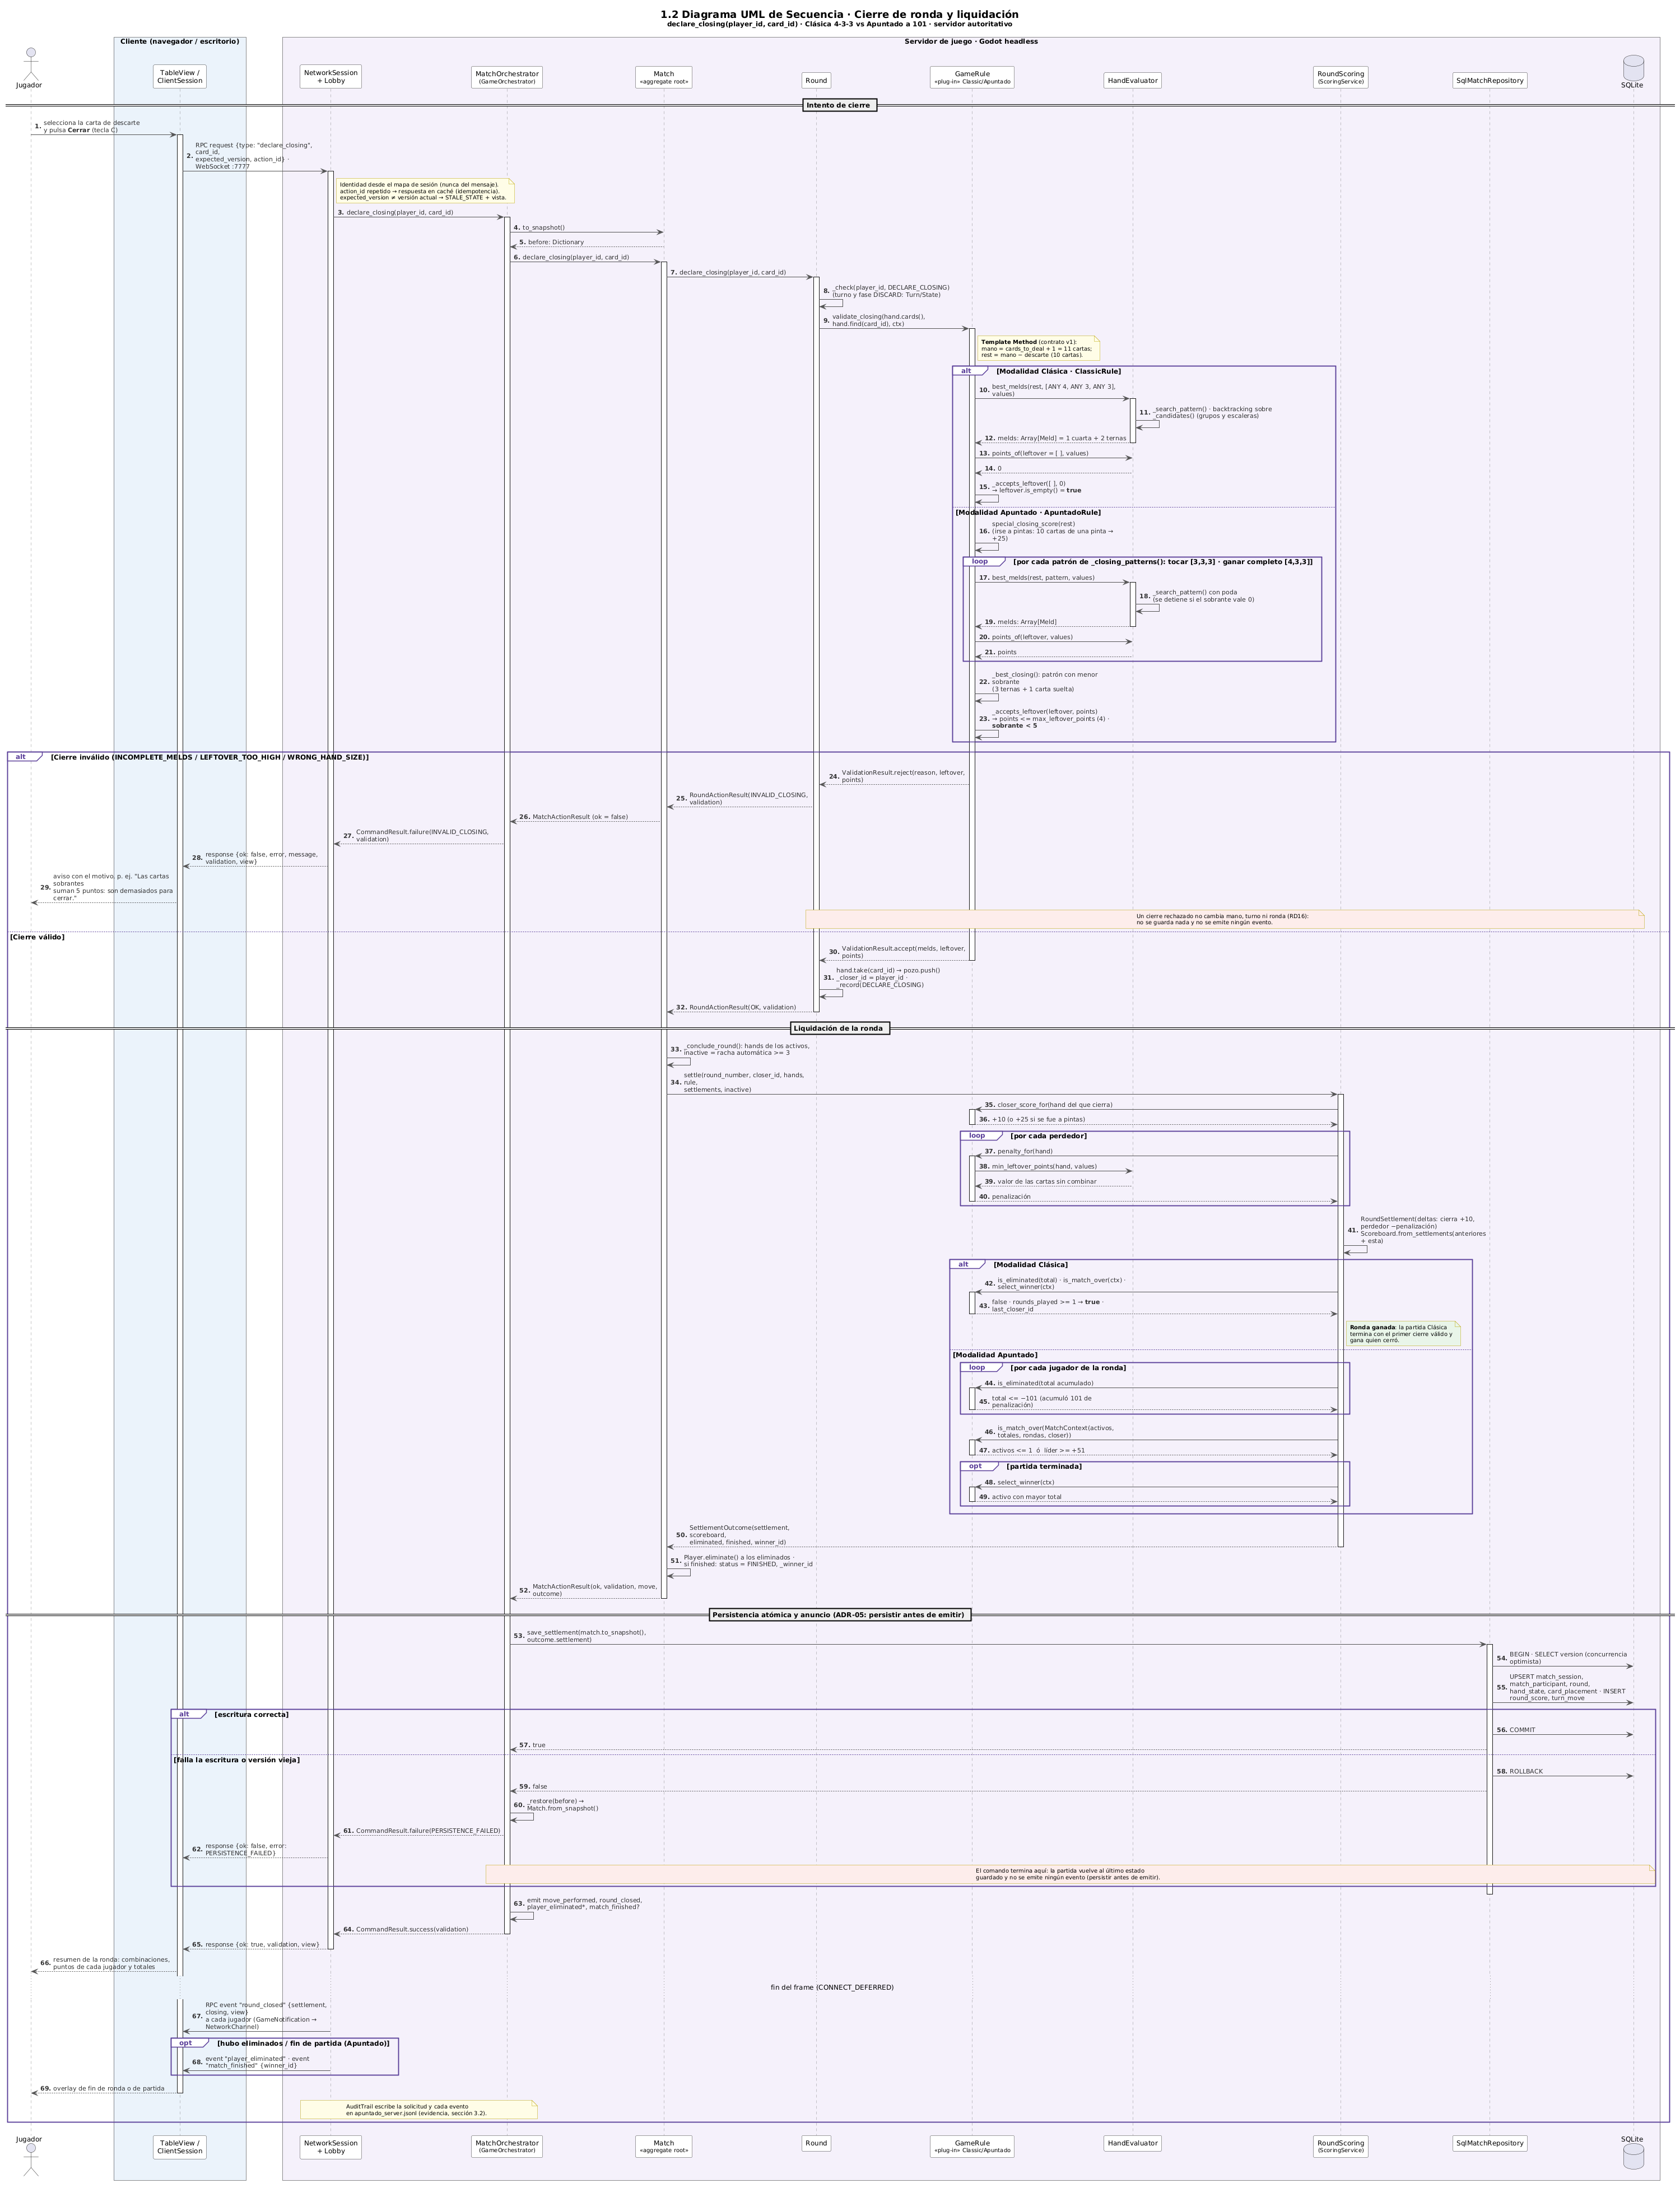 1.2 Diagrama UML de Secuencia · Cierre de ronda y liquidación
declare_closing(player_id, card_id) · Clásica 4-3-3 vs Apuntado a 101 · servidor autoritativo
Cliente (navegador / escritorio)
Servidor de juego · Godot headless
Jugador
TableView /
ClientSession
NetworkSession
+ Lobby
MatchOrchestrator
(GameOrchestrator)
Match
«aggregate root»
Round
GameRule
«plug-in» Classic/Apuntado
HandEvaluator
RoundScoring
(ScoringService)
SqlMatchRepository
SQLite
Intento de cierre
1. selecciona la carta de descarte
y pulsa Cerrar (tecla C)
2. RPC request {type: "declare_closing",
card_id,
expected_version, action_id} ·
WebSocket :7777
Identidad desde el mapa de sesión (nunca del mensaje).
action_id repetido → respuesta en caché (idempotencia).
expected_version ≠ versión actual → STALE_STATE + vista.
3. declare_closing(player_id, card_id)
4. to_snapshot()
5. before: Dictionary
6. declare_closing(player_id, card_id)
7. declare_closing(player_id, card_id)
8. _check(player_id, DECLARE_CLOSING)
(turno y fase DISCARD: Turn/State)
9. validate_closing(hand.cards(),
hand.find(card_id), ctx)
Template Method (contrato v1):
mano = cards_to_deal + 1 = 11 cartas;
rest = mano − descarte (10 cartas).
alt [Modalidad Clásica · ClassicRule]
10. best_melds(rest, [ANY 4, ANY 3, ANY 3],
values)
11. _search_pattern() · backtracking sobre
_candidates() (grupos y escaleras)
12. melds: Array[Meld] = 1 cuarta + 2 ternas
13. points_of(leftover = [ ], values)
14. 0
15. _accepts_leftover([ ], 0)
→ leftover.is_empty() = true
[Modalidad Apuntado · ApuntadoRule]
16. special_closing_score(rest)
(irse a pintas: 10 cartas de una pinta →
+25)
loop [por cada patrón de _closing_patterns(): tocar [3,3,3] · ganar completo [4,3,3]]
17. best_melds(rest, pattern, values)
18. _search_pattern() con poda
(se detiene si el sobrante vale 0)
19. melds: Array[Meld]
20. points_of(leftover, values)
21. points
22. _best_closing(): patrón con menor
sobrante
(3 ternas + 1 carta suelta)
23. _accepts_leftover(leftover, points)
→ points <= max_leftover_points (4) ·
sobrante < 5
alt [Cierre inválido (INCOMPLETE_MELDS / LEFTOVER_TOO_HIGH / WRONG_HAND_SIZE)]
24. ValidationResult.reject(reason, leftover,
points)
25. RoundActionResult(INVALID_CLOSING,
validation)
26. MatchActionResult (ok = false)
27. CommandResult.failure(INVALID_CLOSING,
validation)
28. response {ok: false, error, message,
validation, view}
29. aviso con el motivo, p. ej. "Las cartas
sobrantes
suman 5 puntos: son demasiados para
cerrar."
Un cierre rechazado no cambia mano, turno ni ronda (RD16):
no se guarda nada y no se emite ningún evento.
[Cierre válido]
30. ValidationResult.accept(melds, leftover,
points)
31. hand.take(card_id) → pozo.push()
_closer_id = player_id ·
_record(DECLARE_CLOSING)
32. RoundActionResult(OK, validation)
Liquidación de la ronda
33. _conclude_round(): hands de los activos,
inactive = racha automática >= 3
34. settle(round_number, closer_id, hands,
rule,
settlements, inactive)
35. closer_score_for(hand del que cierra)
36. +10 (o +25 si se fue a pintas)
loop [por cada perdedor]
37. penalty_for(hand)
38. min_leftover_points(hand, values)
39. valor de las cartas sin combinar
40. penalización
41. RoundSettlement(deltas: cierra +10,
perdedor −penalización)
Scoreboard.from_settlements(anteriores
+ esta)
alt [Modalidad Clásica]
42. is_eliminated(total) · is_match_over(ctx) ·
select_winner(ctx)
43. false · rounds_played >= 1 → true ·
last_closer_id
Ronda ganada: la partida Clásica
termina con el primer cierre válido y
gana quien cerró.
[Modalidad Apuntado]
loop [por cada jugador de la ronda]
44. is_eliminated(total acumulado)
45. total <= −101 (acumuló 101 de
penalización)
46. is_match_over(MatchContext(activos,
totales, rondas, closer))
47. activos <= 1 ó líder >= +51
opt [partida terminada]
48. select_winner(ctx)
49. activo con mayor total
50. SettlementOutcome(settlement,
scoreboard,
eliminated, finished, winner_id)
51. Player.eliminate() a los eliminados ·
si finished: status = FINISHED, _winner_id
52. MatchActionResult(ok, validation, move,
outcome)
Persistencia atómica y anuncio (ADR-05: persistir antes de emitir)
53. save_settlement(match.to_snapshot(),
outcome.settlement)
54. BEGIN · SELECT version (concurrencia
optimista)
55. UPSERT match_session,
match_participant, round,
hand_state, card_placement · INSERT
round_score, turn_move
alt [escritura correcta]
56. COMMIT
57. true
[falla la escritura o versión vieja]
58. ROLLBACK
59. false
60. _restore(before) →
Match.from_snapshot()
61. CommandResult.failure(PERSISTENCE_FAILED)
62. response {ok: false, error:
PERSISTENCE_FAILED}
El comando termina aquí: la partida vuelve al último estado
guardado y no se emite ningún evento (persistir antes de emitir).
63. emit move_performed, round_closed,
player_eliminated*, match_finished?
64. CommandResult.success(validation)
65. response {ok: true, validation, view}
66. resumen de la ronda: combinaciones,
puntos de cada jugador y totales
fin del frame (CONNECT_DEFERRED)
67. RPC event "round_closed" {settlement,
closing, view}
a cada jugador (GameNotification →
NetworkChannel)
opt [hubo eliminados / fin de partida (Apuntado)]
68. event "player_eliminated" · event
"match_finished" {winner_id}
69. overlay de fin de ronda o de partida
AuditTrail escribe la solicitud y cada evento
en apuntado_server.jsonl (evidencia, sección 3.2).
Jugador
TableView /
ClientSession
NetworkSession
+ Lobby
MatchOrchestrator
(GameOrchestrator)
Match
«aggregate root»
Round
GameRule
«plug-in» Classic/Apuntado
HandEvaluator
RoundScoring
(ScoringService)
SqlMatchRepository
SQLite